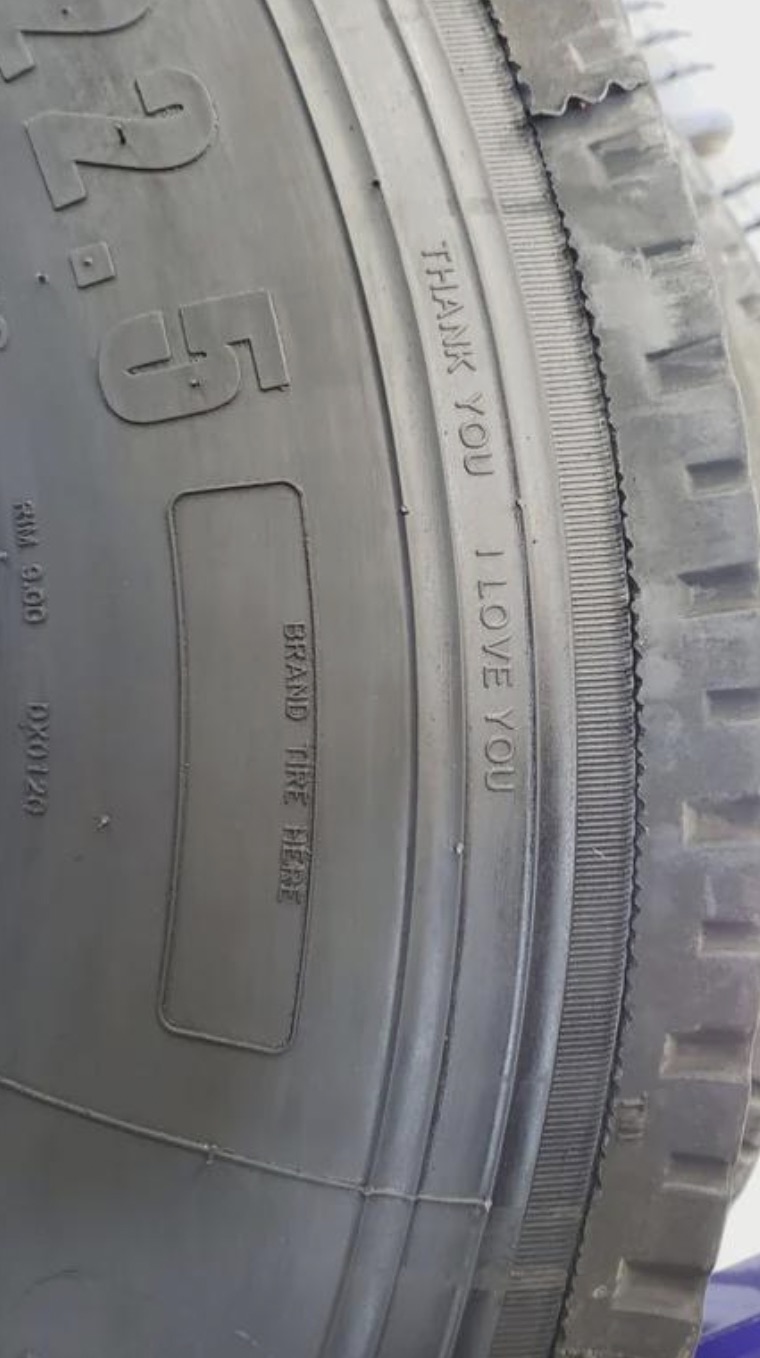 22.5
THANK YOU I LOVE YOU
BRAND TIRE HERE
RIM 9.00 DX0120